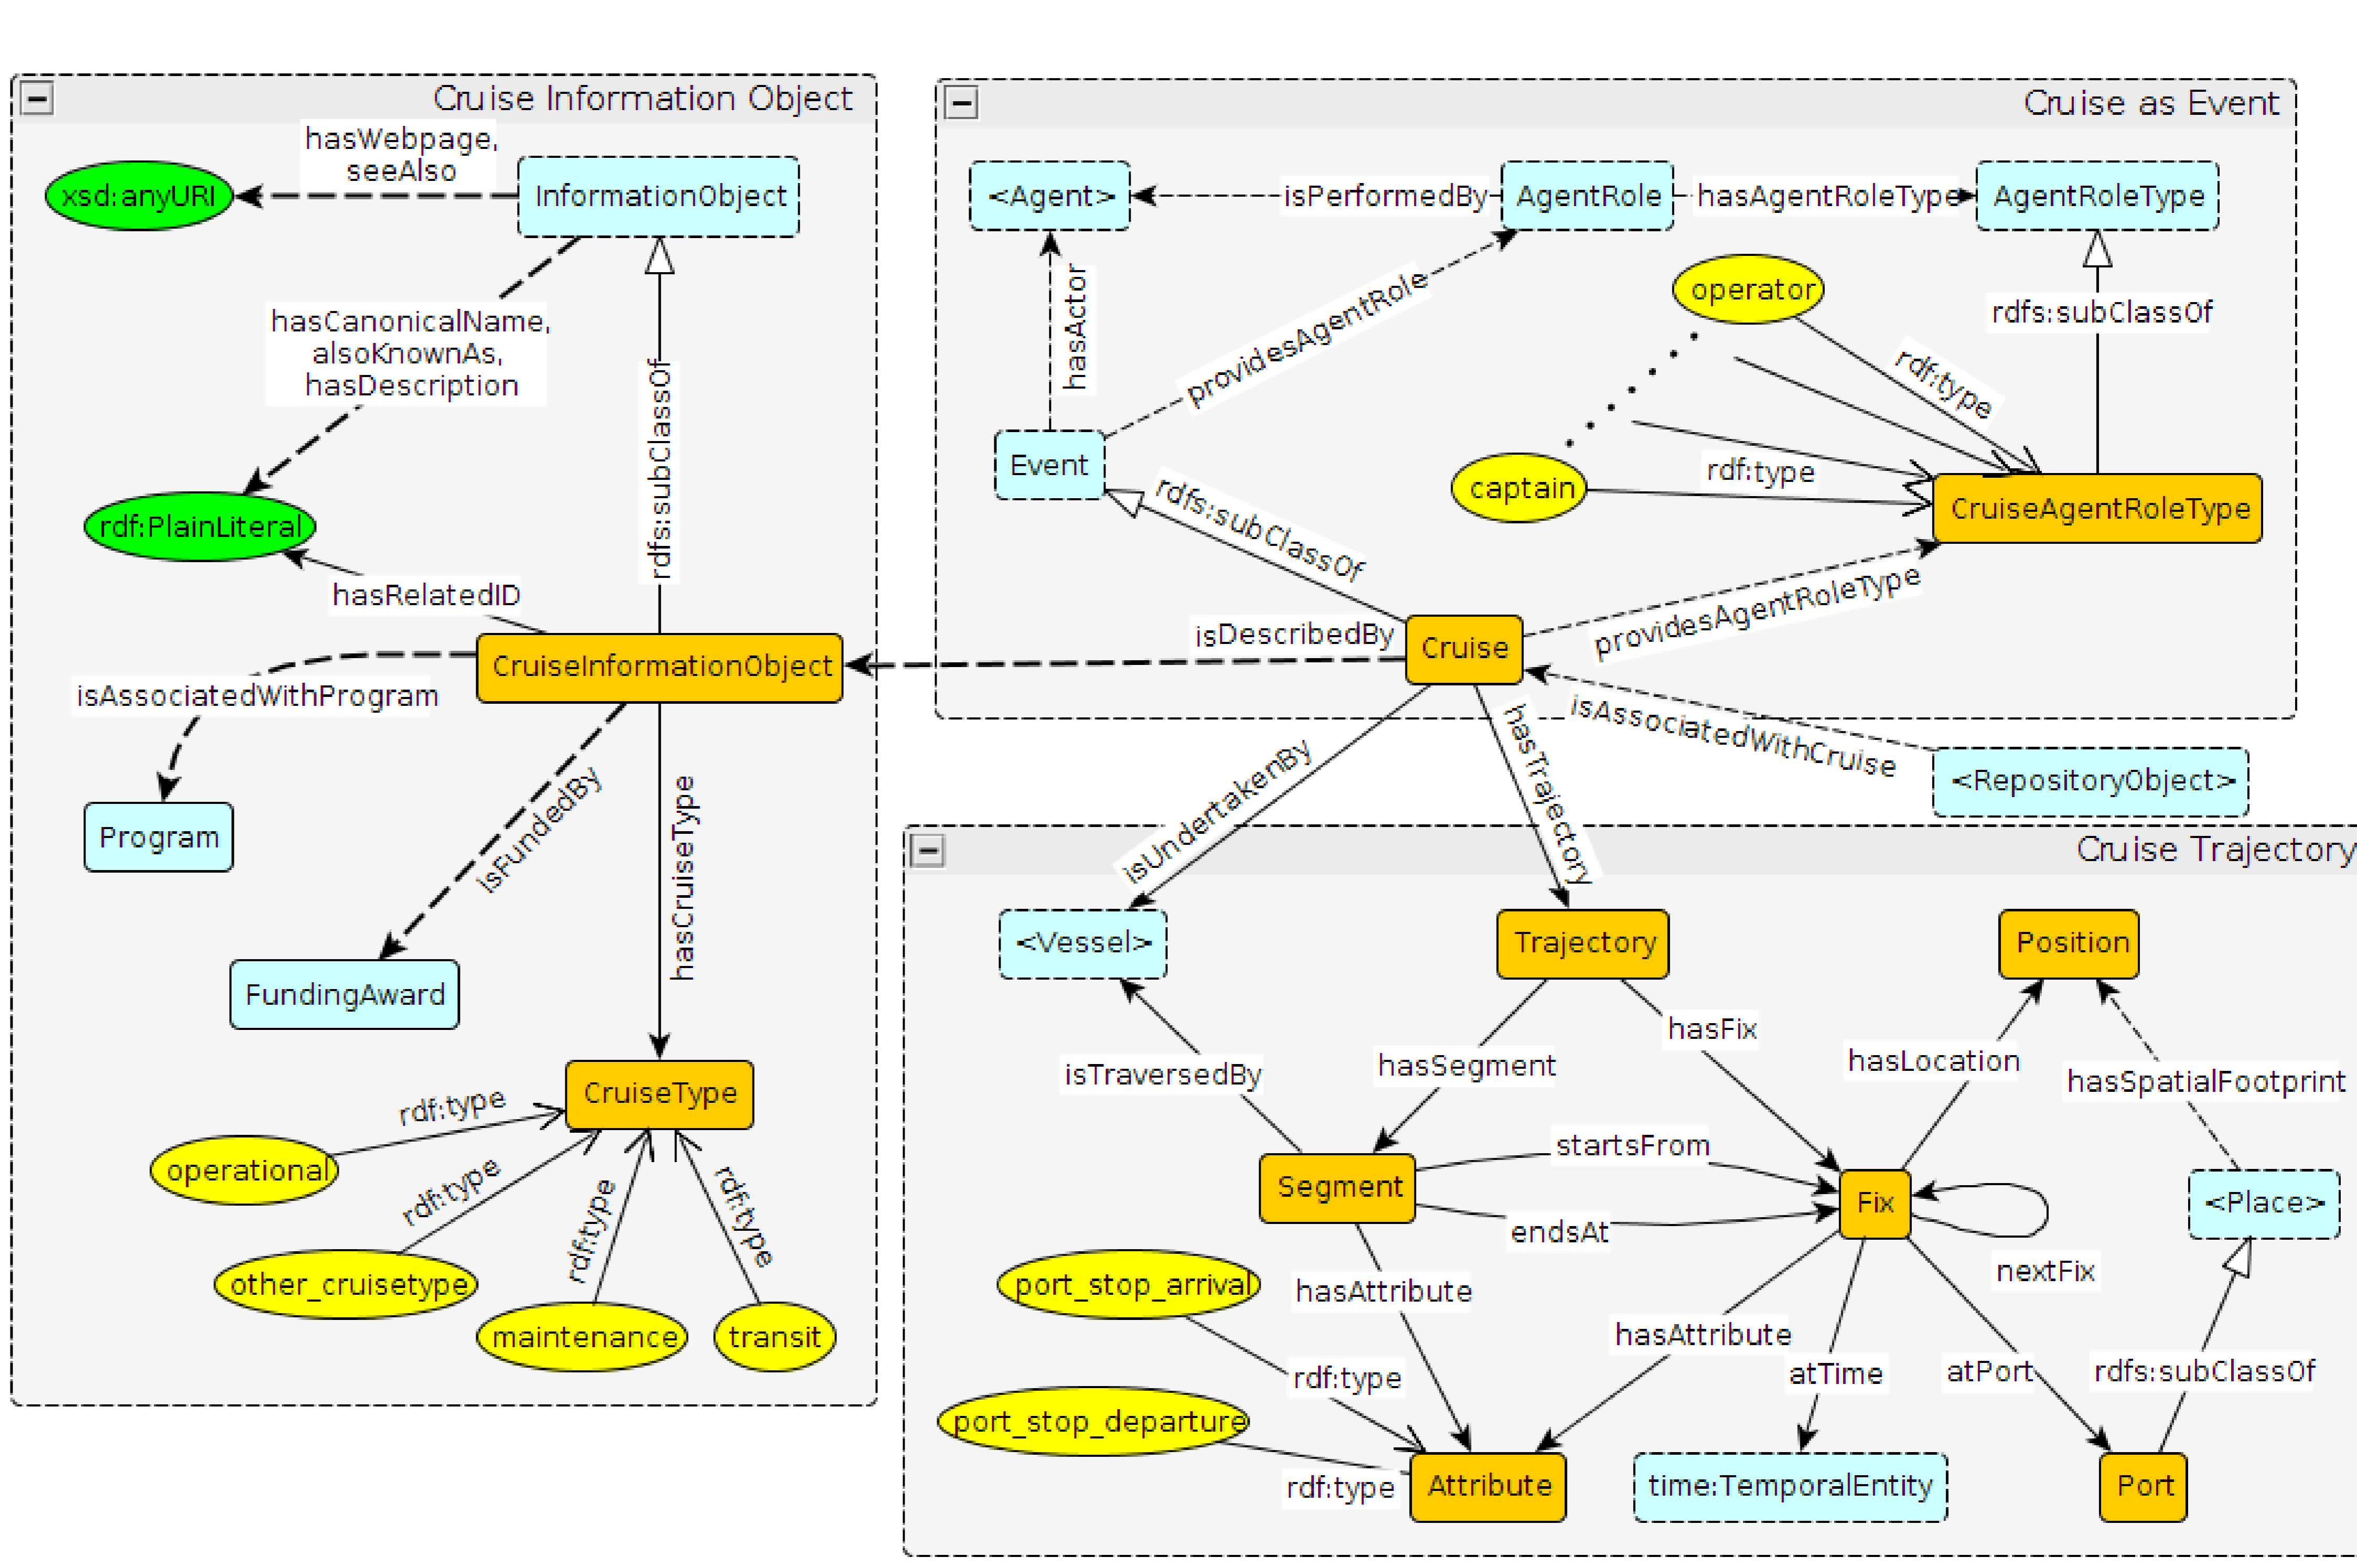 Cruise Information Object
hasWebpage,
seeAlso
xsd:anyURI
InformationObject
hasCanonicalName,
alsoKnownAs,
hasDescription
rdfs:subClassOf
rdf:PlainLiteral
hasRelatedID
CruiseInformationObject
isAssociatedWithProgram
Program
isFundedBy
hasCruiseType
FundingAward
CruiseType
rdf:type
operational
rdf:type
rdf:type
rdf:type
other_cruisetype
maintenance
transit
Cruise as Event
<Agent>
isPerformedBy
AgentRole
hasAgentRoleType
AgentRoleType
hasActor
providesAgentRole
operator
rdfs:subClassOf
rdf:type
Event
rdf:type
captain
CruiseAgentRoleType
rdfs:subClassOf
isDescribedBy
Cruise
providesAgentRoleType
isAssociatedWithCruise
<RepositoryObject>
isUndertakenBy
hasTrajectory
Cruise Trajectory
<Vessel>
Trajectory
Position
isTraversedBy
hasSegment
hasFix
hasLocation
hasSpatialFootprint
Segment
startsFrom
endsAt
Fix
<Place>
nextFix
port_stop_arrival
hasAttribute
hasAttribute
atTime
atPort
rdfs:subClassOf
rdf:type
port_stop_departure
rdf:type
Attribute
time:TemporalEntity
Port